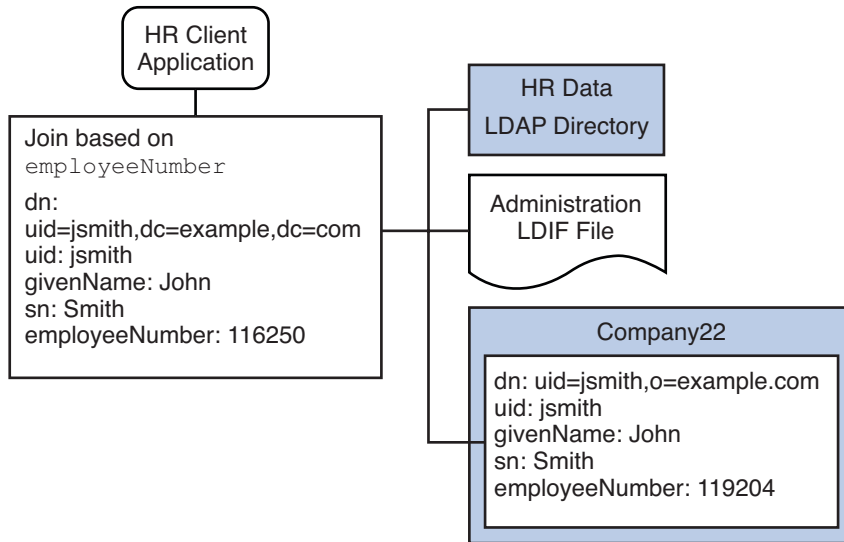 HR Client
Application
Join based on
employeeNumber
dn:
uid=jsmith,dc=example,dc=com
uid: jsmith
givenName: John
sn: Smith
employeeNumber: 116250
HR Data
LDAP Directory
Administration
LDIF File
Company22
dn: uid=jsmith,o=example.com
uid: jsmith
givenName: John
sn: Smith
employeeNumber: 119204